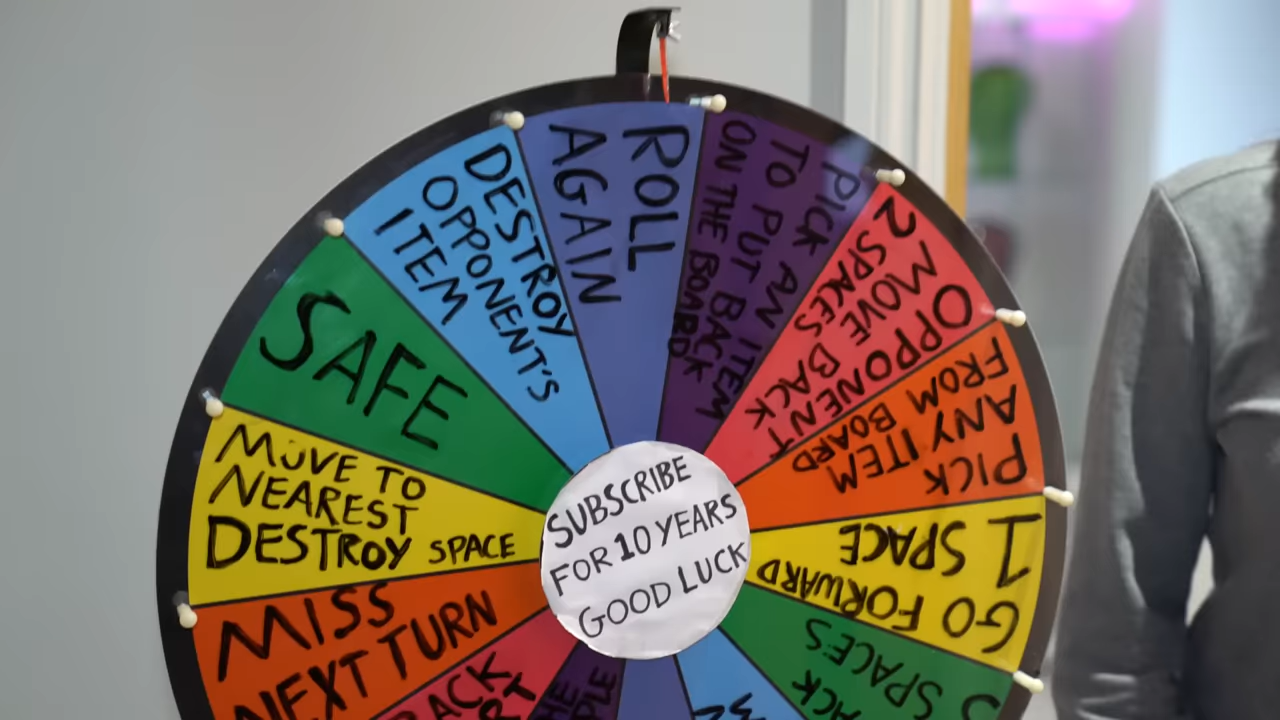 ROLL
AGAIN
PICK AN ITEM
TO PUT BACK
ON THE BOARD
2
OPPONENT
MOVE
SPACES BACK
PICK
ANY ITEM
FROM BOARD
GO FORWARD
1 SPACE
SPACES
MISS
NEXT TURN
MOVE TO
NEAREST
DESTROY SPACE
SAFE
DESTROY
OPPONENT'S
ITEM
SUBSCRIBE
FOR 10 YEARS
GOOD LUCK